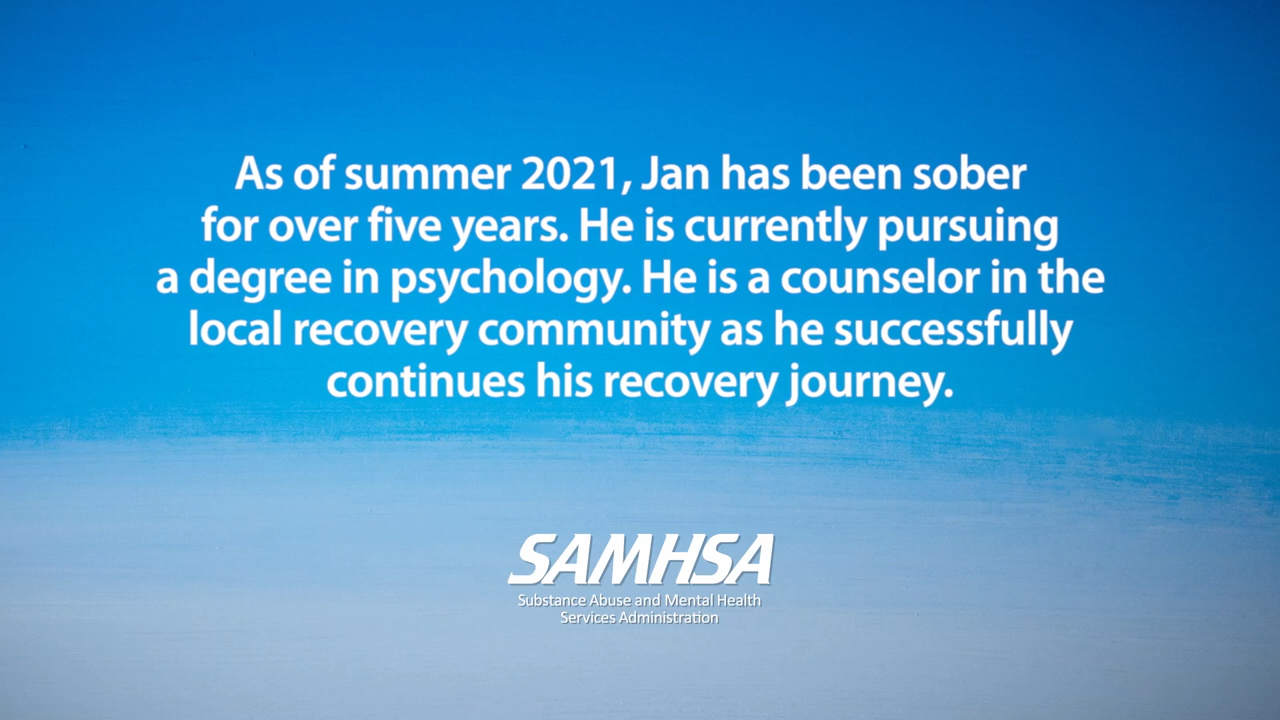 As of summer 2021, Jan has been sober
for over five years. He is currently pursuing
a degree in psychology. He is a counselor in the
local recovery community as he successfully
continues his recovery journey.
SAMHSA
Substance Abuse and Mental Health
Services Administration